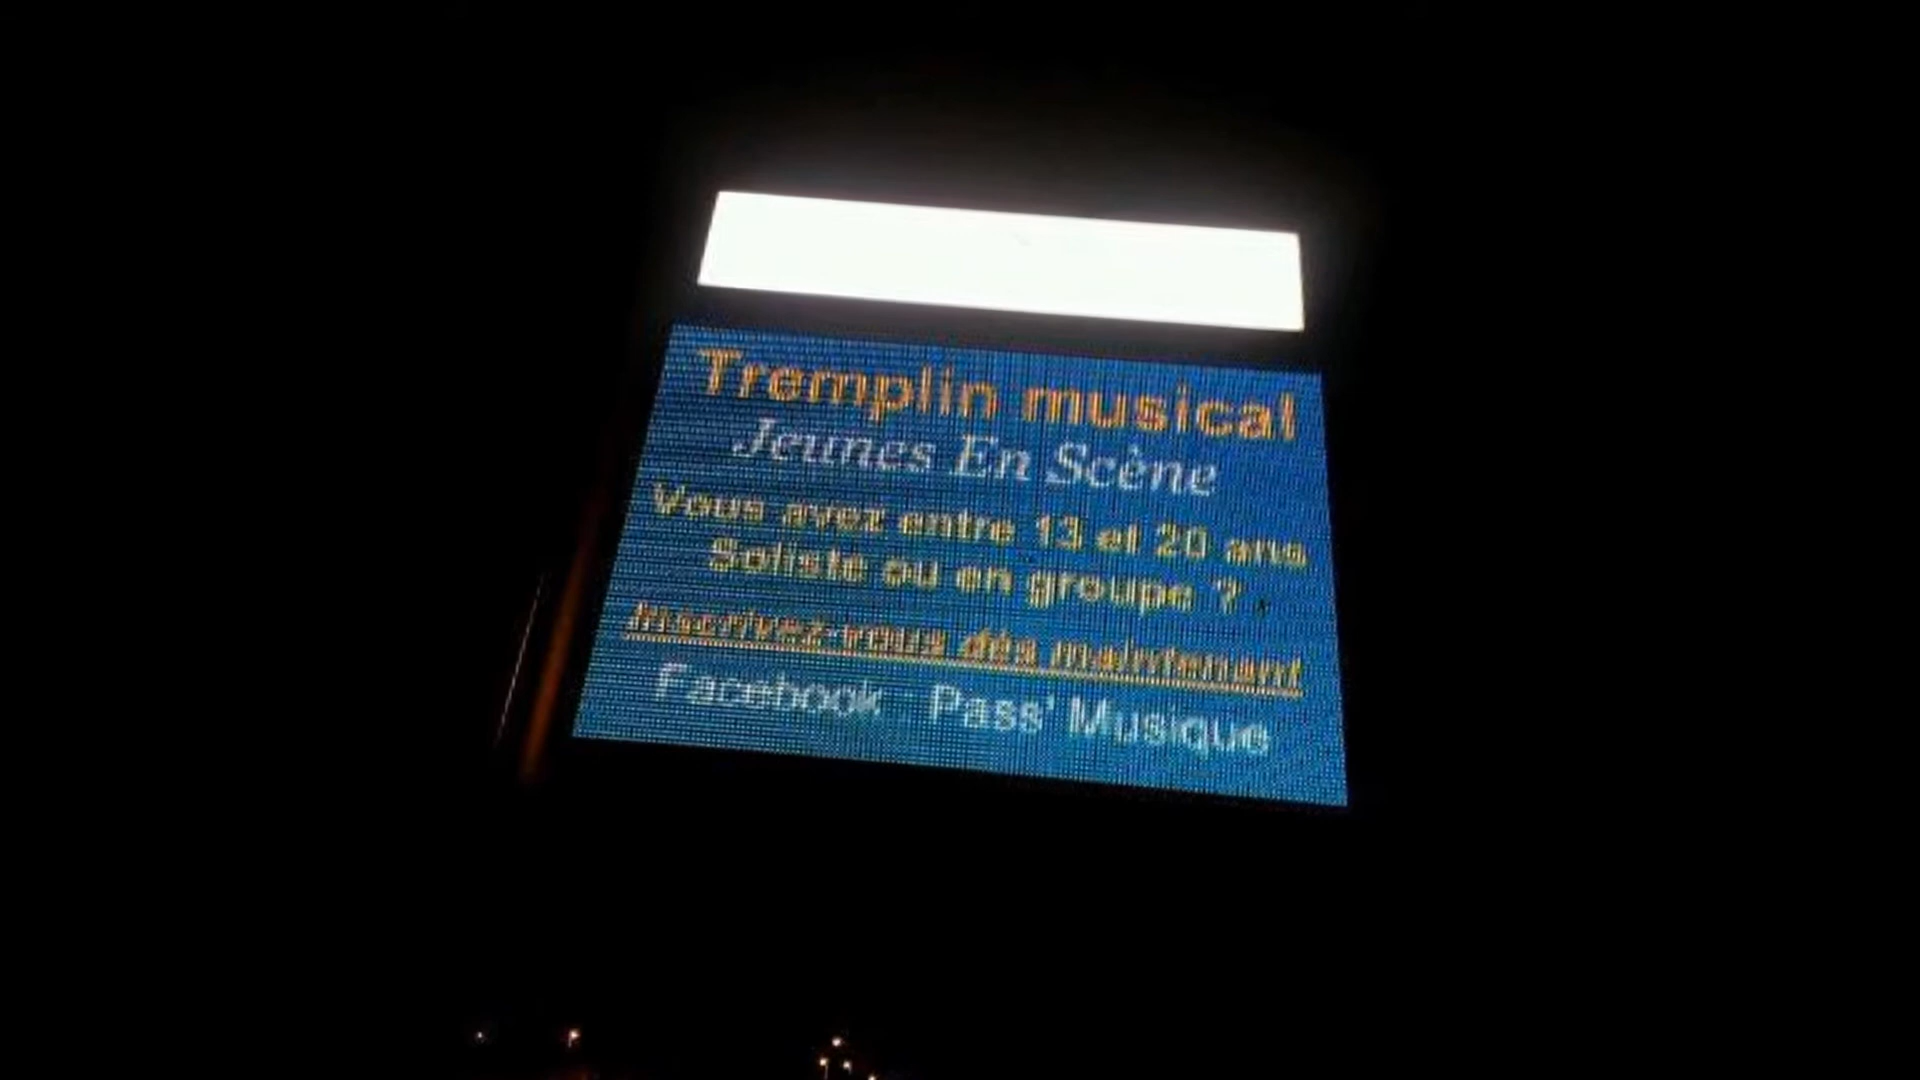 Tremplin musical
Jeunes En Scène
Vous avez entre 13 et 20 ans
Soliste ou en groupe ?
Inscrivez-vous dés maintenant
Facebook : Pass' Musique